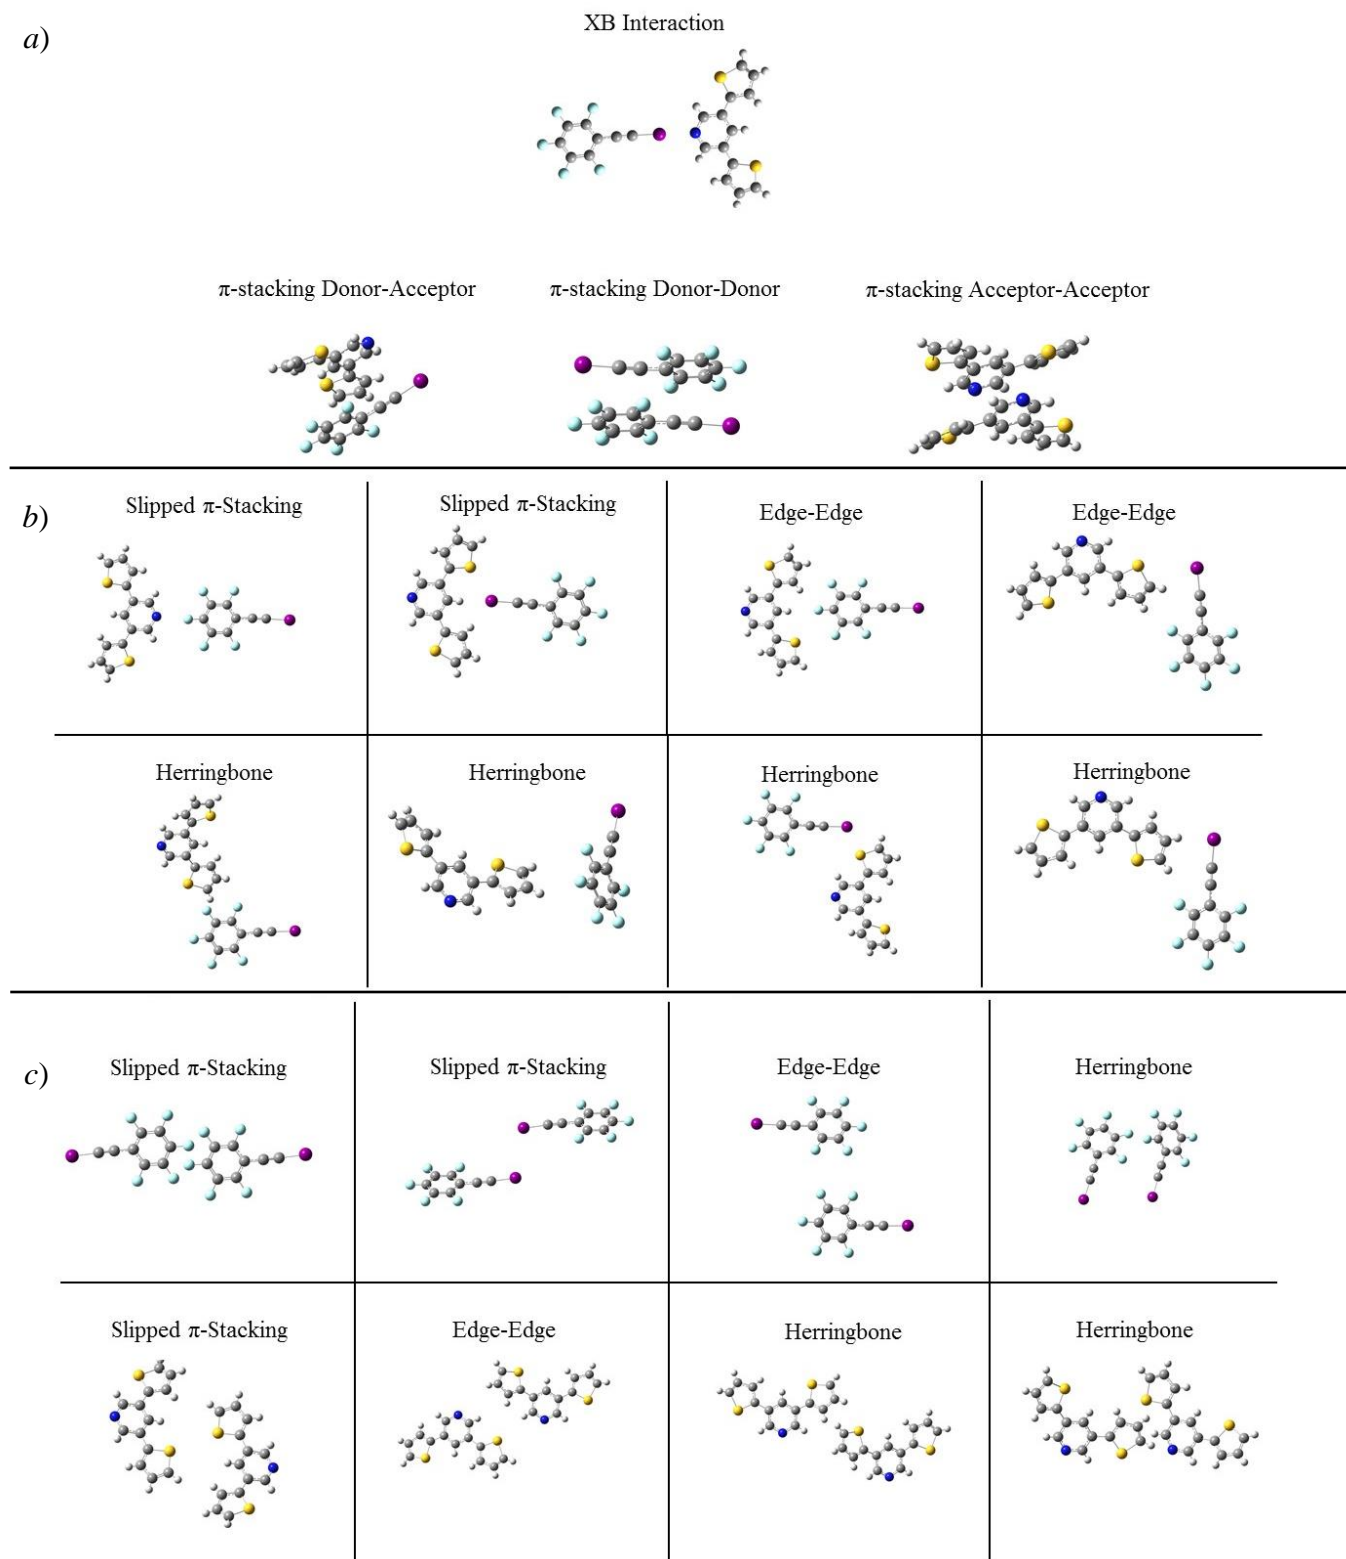 a)
XB Interaction
π-stacking Donor-Acceptor
π-stacking Donor-Donor
π-stacking Acceptor-Acceptor
b)
Slipped π-Stacking
Slipped π-Stacking
Edge-Edge
Edge-Edge
Herringbone
Herringbone
Herringbone
Herringbone
c)
Slipped π-Stacking
Slipped π-Stacking
Edge-Edge
Herringbone
Slipped π-Stacking
Edge-Edge
Herringbone
Herringbone